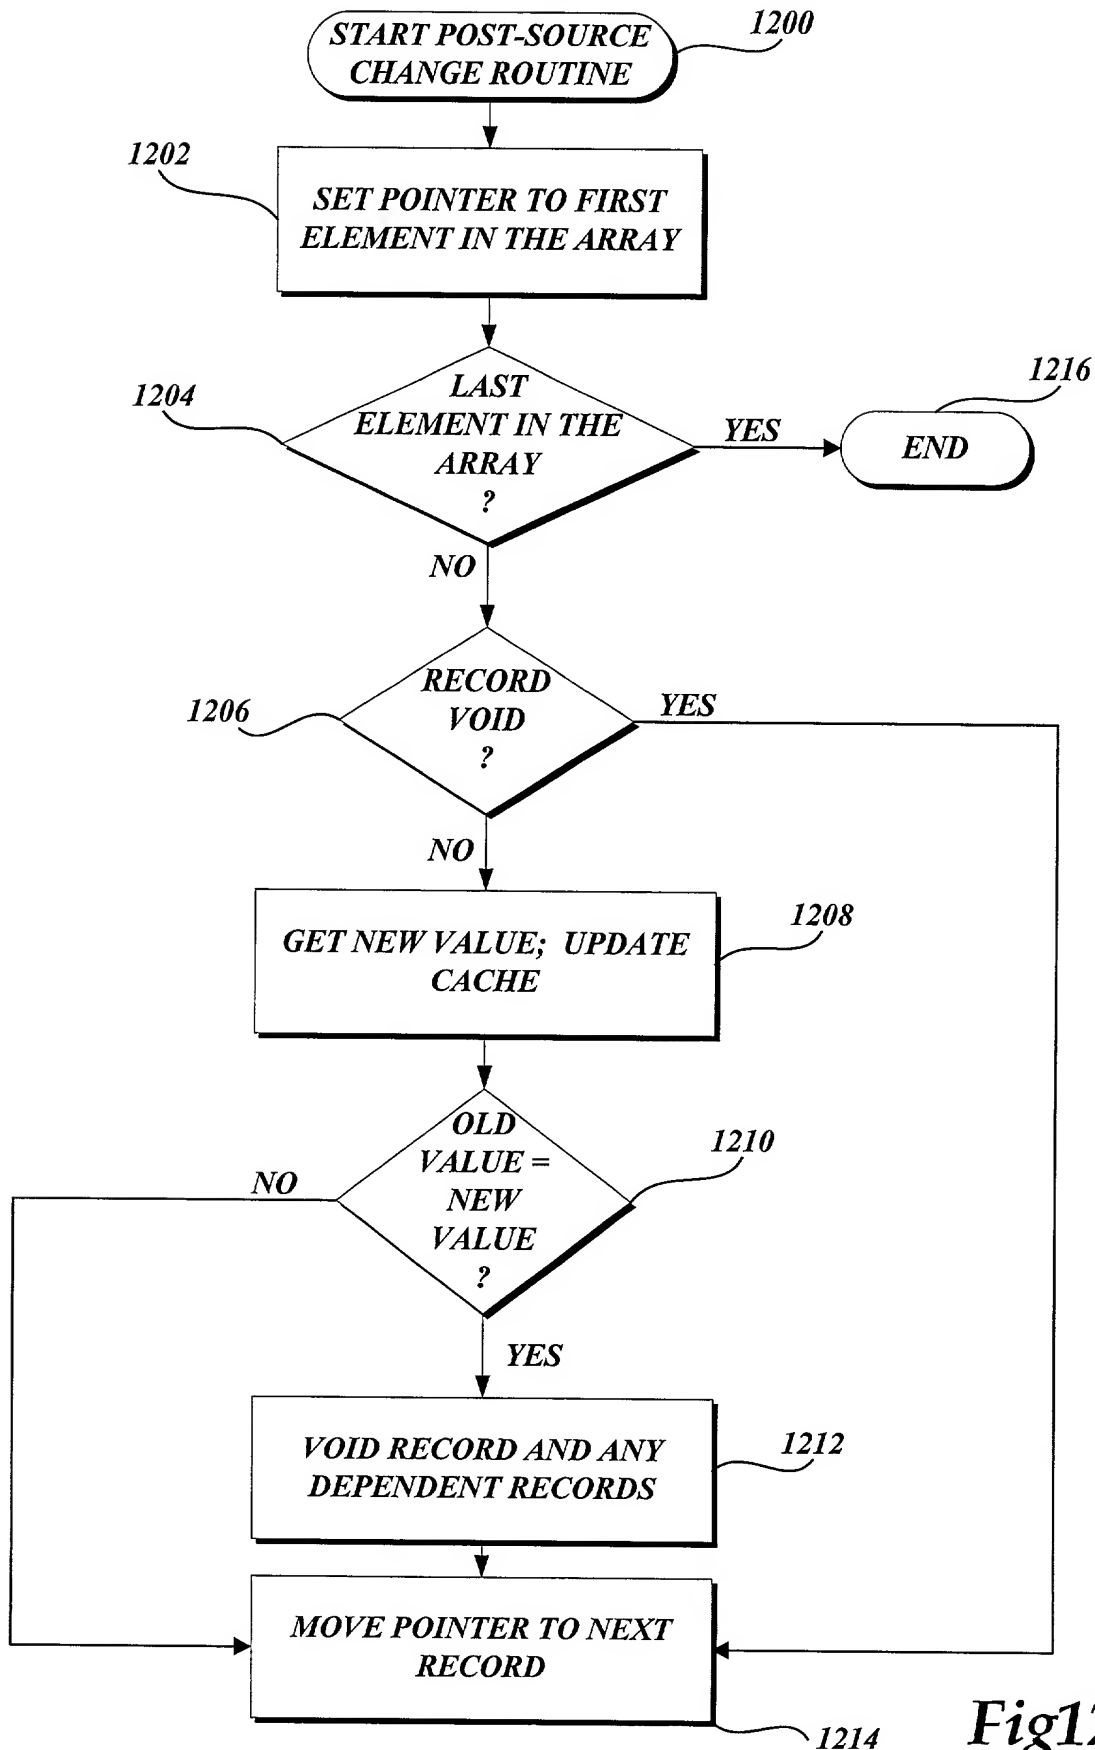 START POST-SOURCE
CHANGE ROUTINE
1200
1202
SET POINTER TO FIRST
ELEMENT IN THE ARRAY
1204
LAST
ELEMENT IN THE
ARRAY
?
YES
1216
END
NO
1206
RECORD
VOID
?
YES
NO
GET NEW VALUE; UPDATE
CACHE
1208
OLD
VALUE =
NEW
VALUE
?
1210
NO
YES
VOID RECORD AND ANY
DEPENDENT RECORDS
1212
MOVE POINTER TO NEXT
RECORD
1214
Fig12